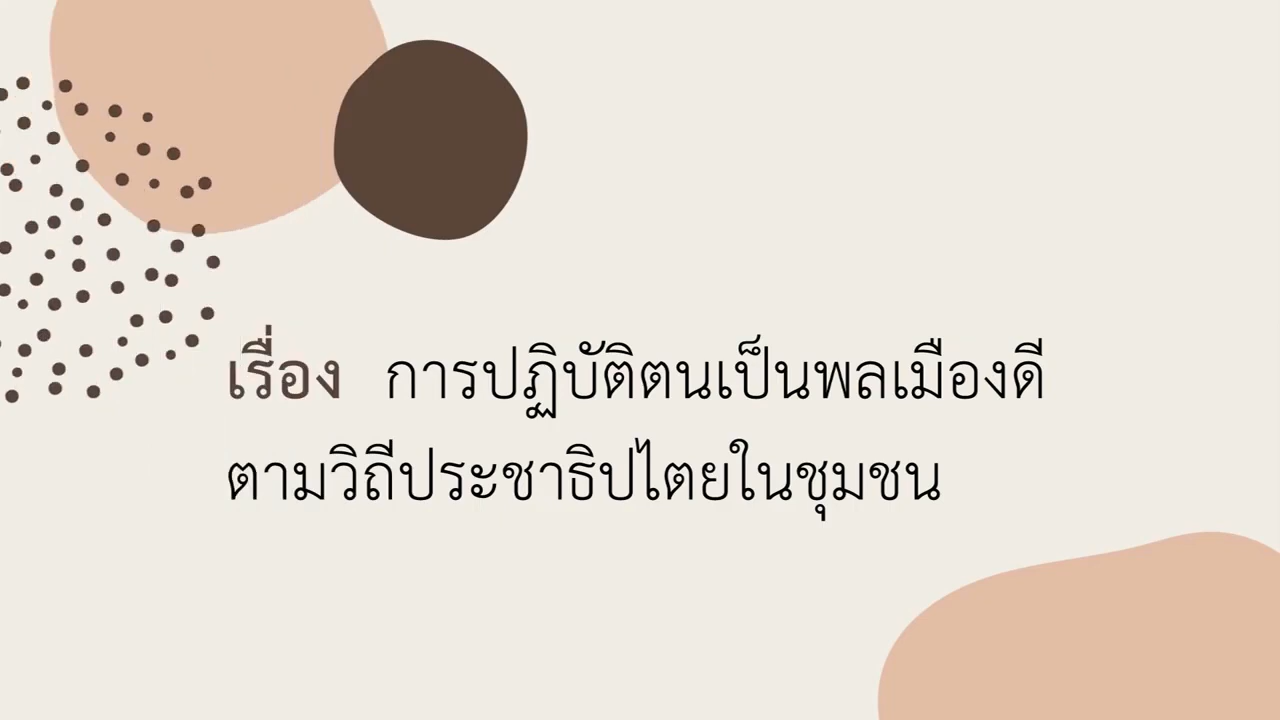 เรื่อง การปฏิบัติตนเป็นพลเมืองดี
ตามวิถีประชาธิปไตยในชุมชน